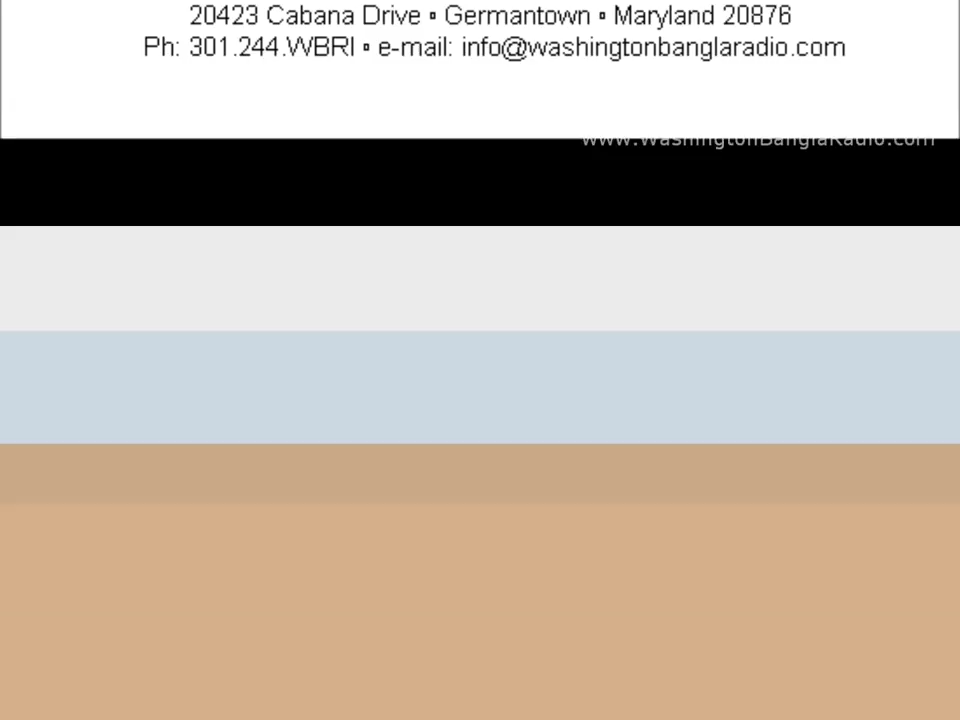 20423 Cabana Drive ▪ Germantown ▪ Maryland 20876
Ph: 301.244.WBRI ▪ e-mail: info@washingtonbanglaradio.com
www.WashingtonBanglaRadio.com